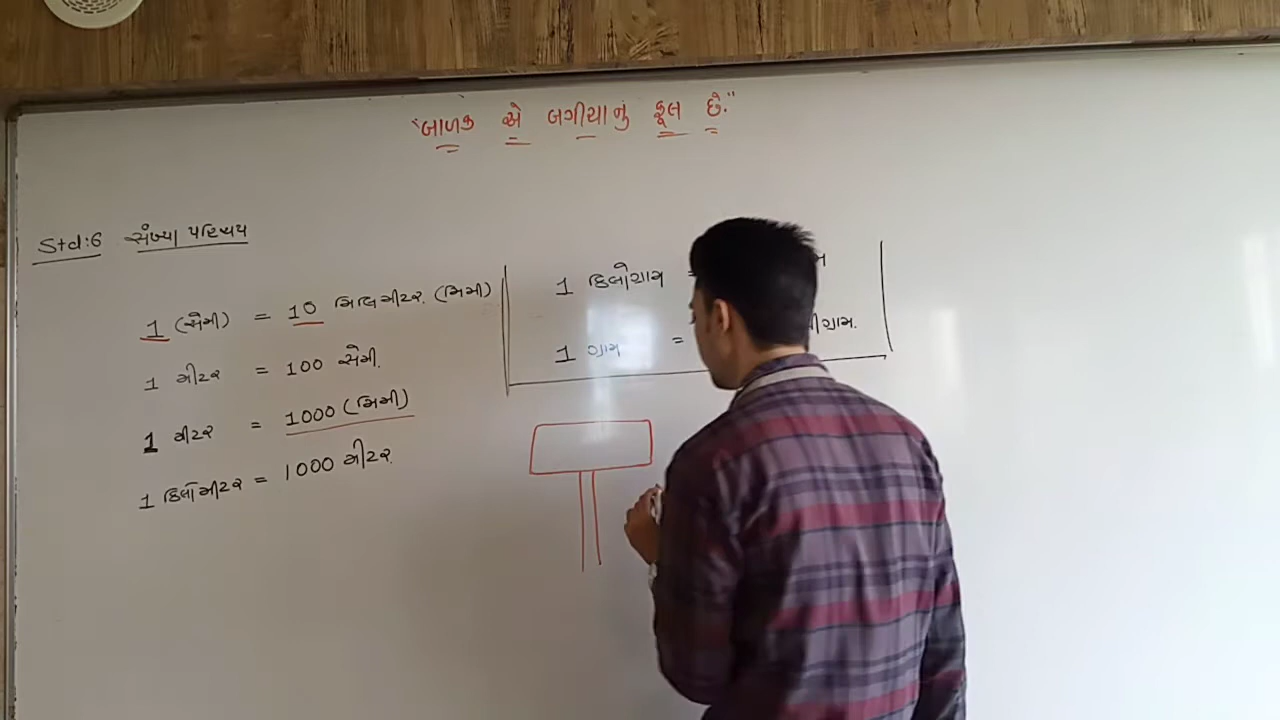 "બાળક એ બગીચાનું ફૂલ છે."
Std:6 સંખ્યા પરિચય
1 (સેમી) = 10 મિલિમીટર. (મિમી)
1 મીટર = 100 સેમી.
1 મીટર = 1000 (મિમી)
1 કિલોમીટર = 1000 મીટર.
1 કિલોગ્રામ =
1 ગ્રામ =